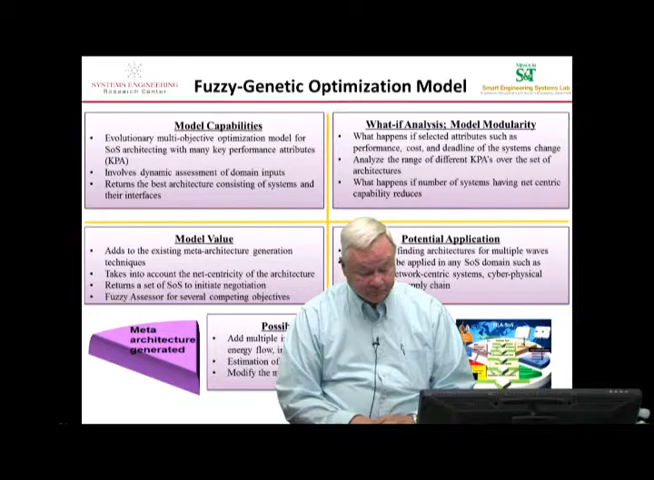 SYSTEMS ENGINEERING
Research Center
Fuzzy-Genetic Optimization Model
MISSOURI
S&T
Smart Engineering Systems Lab
Model Capabilities
• Evolutionary multi-objective optimization model for
SoS architecting with many key performance attributes
(KPA)
• Involves dynamic assessment of domain inputs
• Returns the best architecture consisting of systems and
their interfaces
What-if Analysis; Model Modularity
• What happens if selected attributes such as
performance, cost, and deadline of the systems change
• Analyze the range of different KPA's over the set of
architectures
• What happens if number of systems having net centric
capability reduces
Model Value
• Adds to the existing meta-architecture generation
techniques
• Takes into account the net-centricity of the architecture
• Returns a set of SoS to initiate negotiation
• Fuzzy Assessor for several competing objectives
Potential Application
finding architectures for multiple waves
be applied in any SoS domain such as
cyber-physical
chain
Meta
architecture
generated
• Add multiple
energy flow,
• Estimation of
• Modify the